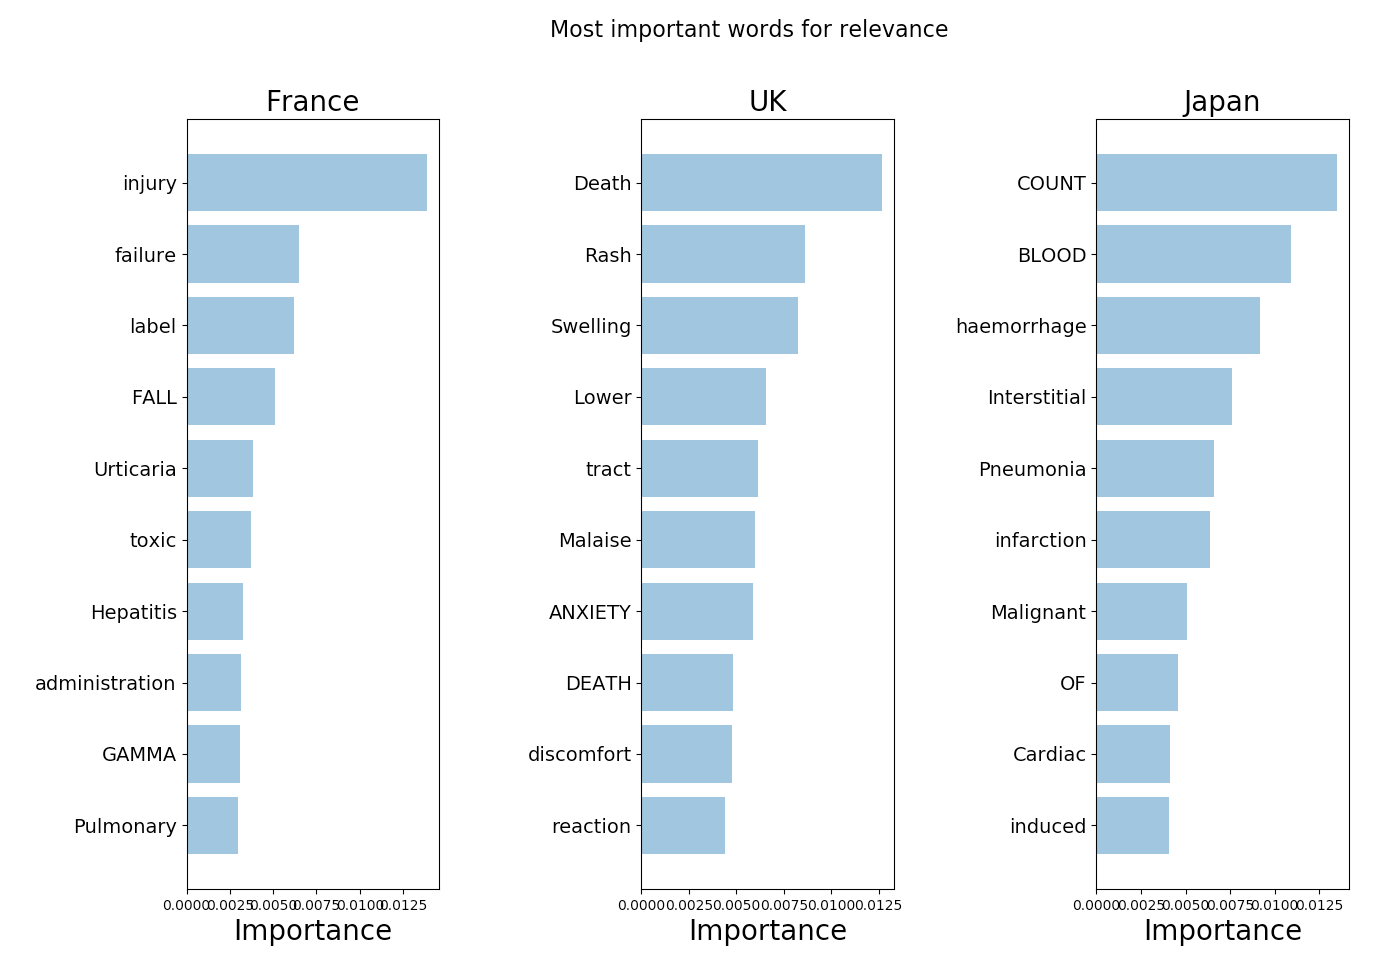 Most important words for relevance
France
injury
failure
label
FALL
Urticaria
toxic
Hepatitis
administration
GAMMA
Pulmonary
0.0000 0.0025 0.0050 0.0075 0.0100 0.0125
Importance
UK
Death
Rash
Swelling
Lower
tract
Malaise
ANXIETY
DEATH
discomfort
reaction
0.0000 0.0025 0.0050 0.0075 0.0100 0.0125
Importance
Japan
COUNT
BLOOD
haemorrhage
Interstitial
Pneumonia
infarction
Malignant
OF
Cardiac
induced
0.0000 0.0025 0.0050 0.0075 0.0100 0.0125
Importance